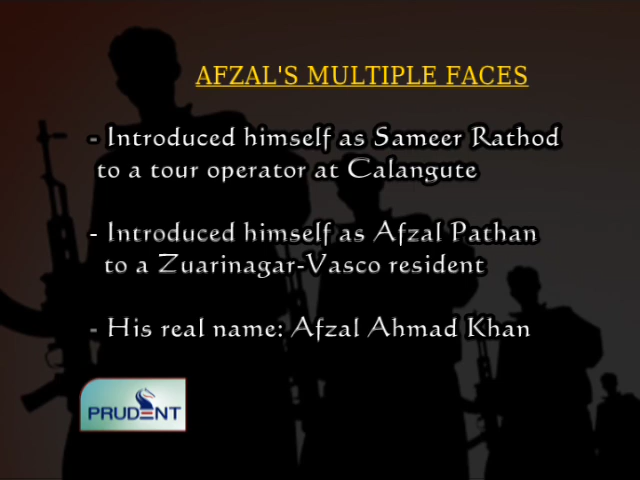 AFZAL'S MULTIPLE FACES
- Introduced himself as Sameer Rathod
to a tour operator at Calangute
- Introduced himself as Afzal Pathan
to a Zuarinagar-Vasco resident
- His real name: Afzal Ahmad Khan
PRUDENT